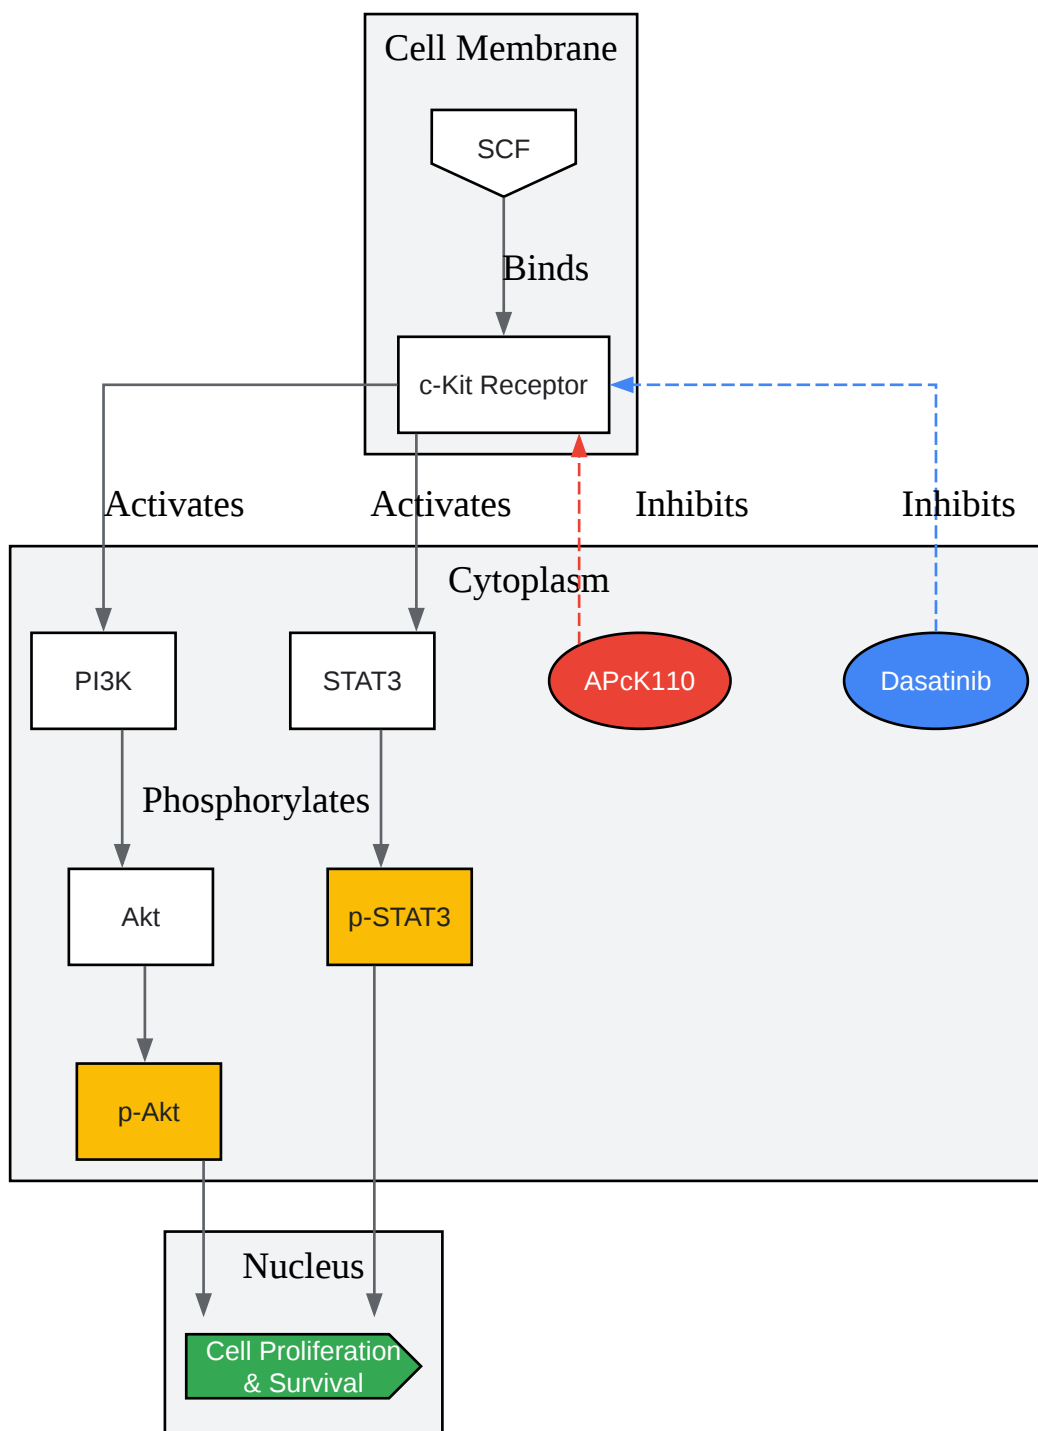 Cell Membrane
SCF
Binds
c-Kit Receptor
Activates
Activates
Inhibits
Inhibits
Cytoplasm
PI3K
STAT3
APcK110
Dasatinib
Phosphorylates
Akt
p-STAT3
p-Akt
Nucleus
Cell Proliferation
& Survival